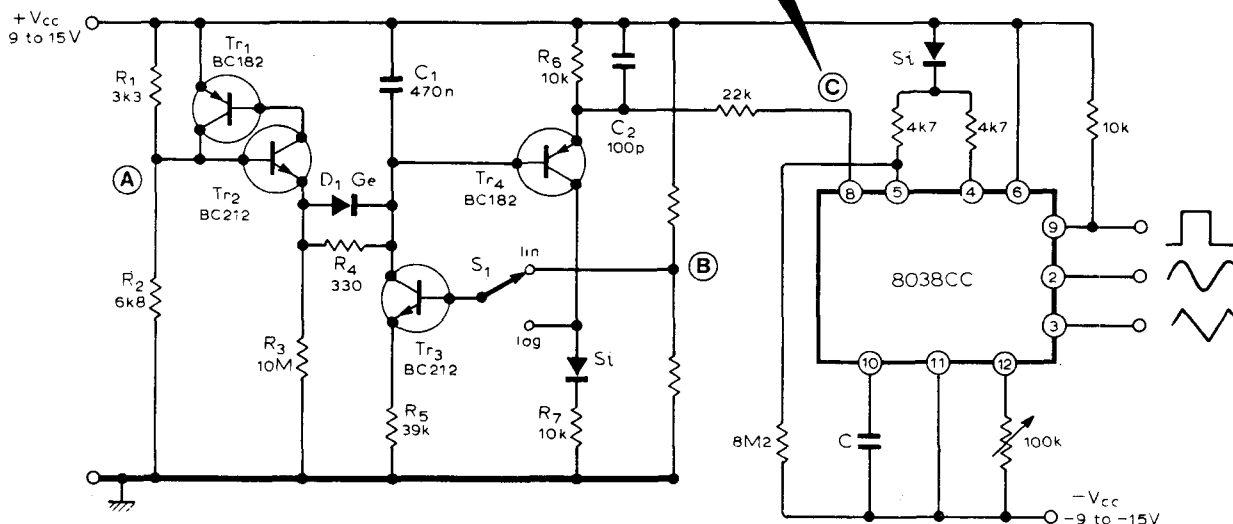 +Vcc
9 to 15V
R1
3k3
Tr1
BC182
A
Tr2
BC212
R2
6k8
D1 Ge
R4
330
R3
10M
C1
470n
S1
lin
log
Tr3
BC212
R5
39k
R6
10k
C2
100p
Tr4
BC182
Si
R7
10k
B
22k
C
Si
4k7
4k7
10k
8
5
4
6
9
2
3
8038CC
10
11
12
8M2
C
100k
−Vcc
−9 to −15V